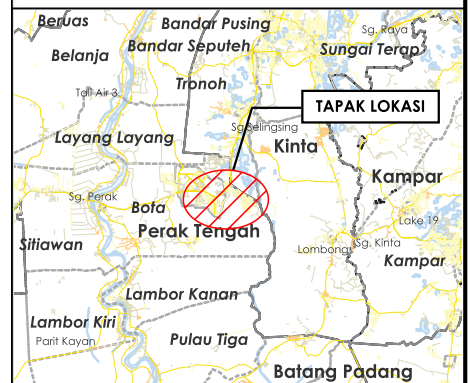 Beruas
Bandar Pusing
Sg. Raya
Belanja
Bandar Seputeh
Sungai Terap
Tronoh
Tali Air 3
TAPAK LOKASI
Sg Selingsing
Layang Layang
Kinta
Kampar
Sg. Perak
Bota
Lake 19
Perak Tengah
Sitiawan
Lombong
Sg. Kinta
Kampar
Lambor Kanan
Lambor Kiri
Parit Kayan
Pulau Tiga
Batang Padang